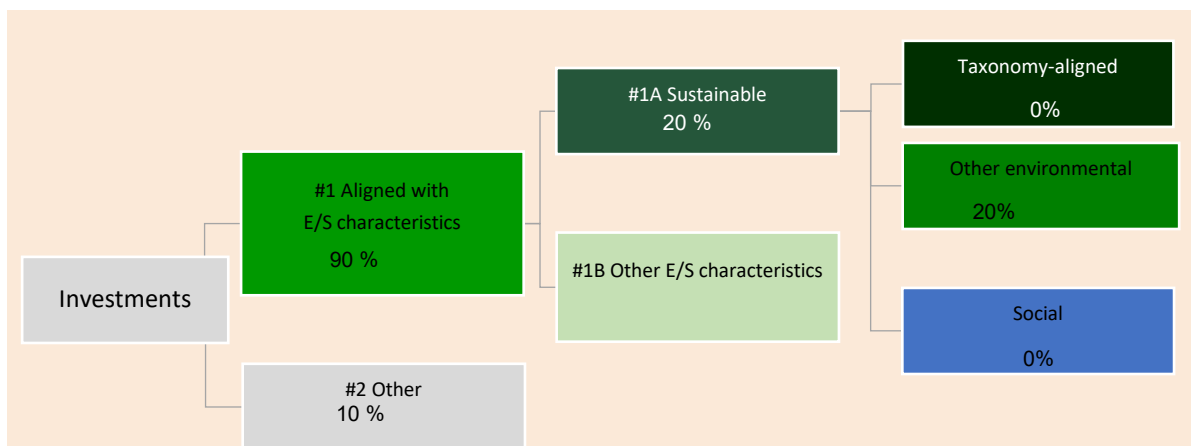 Investments
#1 Aligned with
E/S characteristics
90 %
#2 Other
10 %
#1A Sustainable
20 %
#1B Other E/S characteristics
Taxonomy-aligned
0%
Other environmental
20%
Social
0%